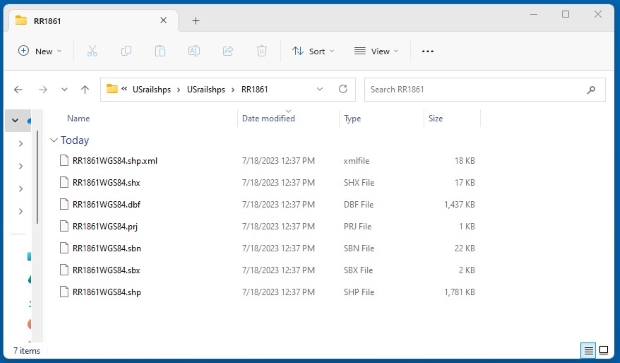 RR1861
New
Sort
View
« USrailshps > USrailshps > RR1861
Search RR1861
Name Date modified Type Size
Today
RR1861WGS84.shp.xml 7/18/2023 12:37 PM xmlfile 18 KB
RR1861WGS84.shx 7/18/2023 12:37 PM SHX File 17 KB
RR1861WGS84.dbf 7/18/2023 12:37 PM DBF File 1,437 KB
RR1861WGS84.prj 7/18/2023 12:37 PM PRJ File 1 KB
RR1861WGS84.sbn 7/18/2023 12:37 PM SBN File 22 KB
RR1861WGS84.sbx 7/18/2023 12:37 PM SBX File 2 KB
RR1861WGS84.shp 7/18/2023 12:37 PM SHP File 1,781 KB
7 items